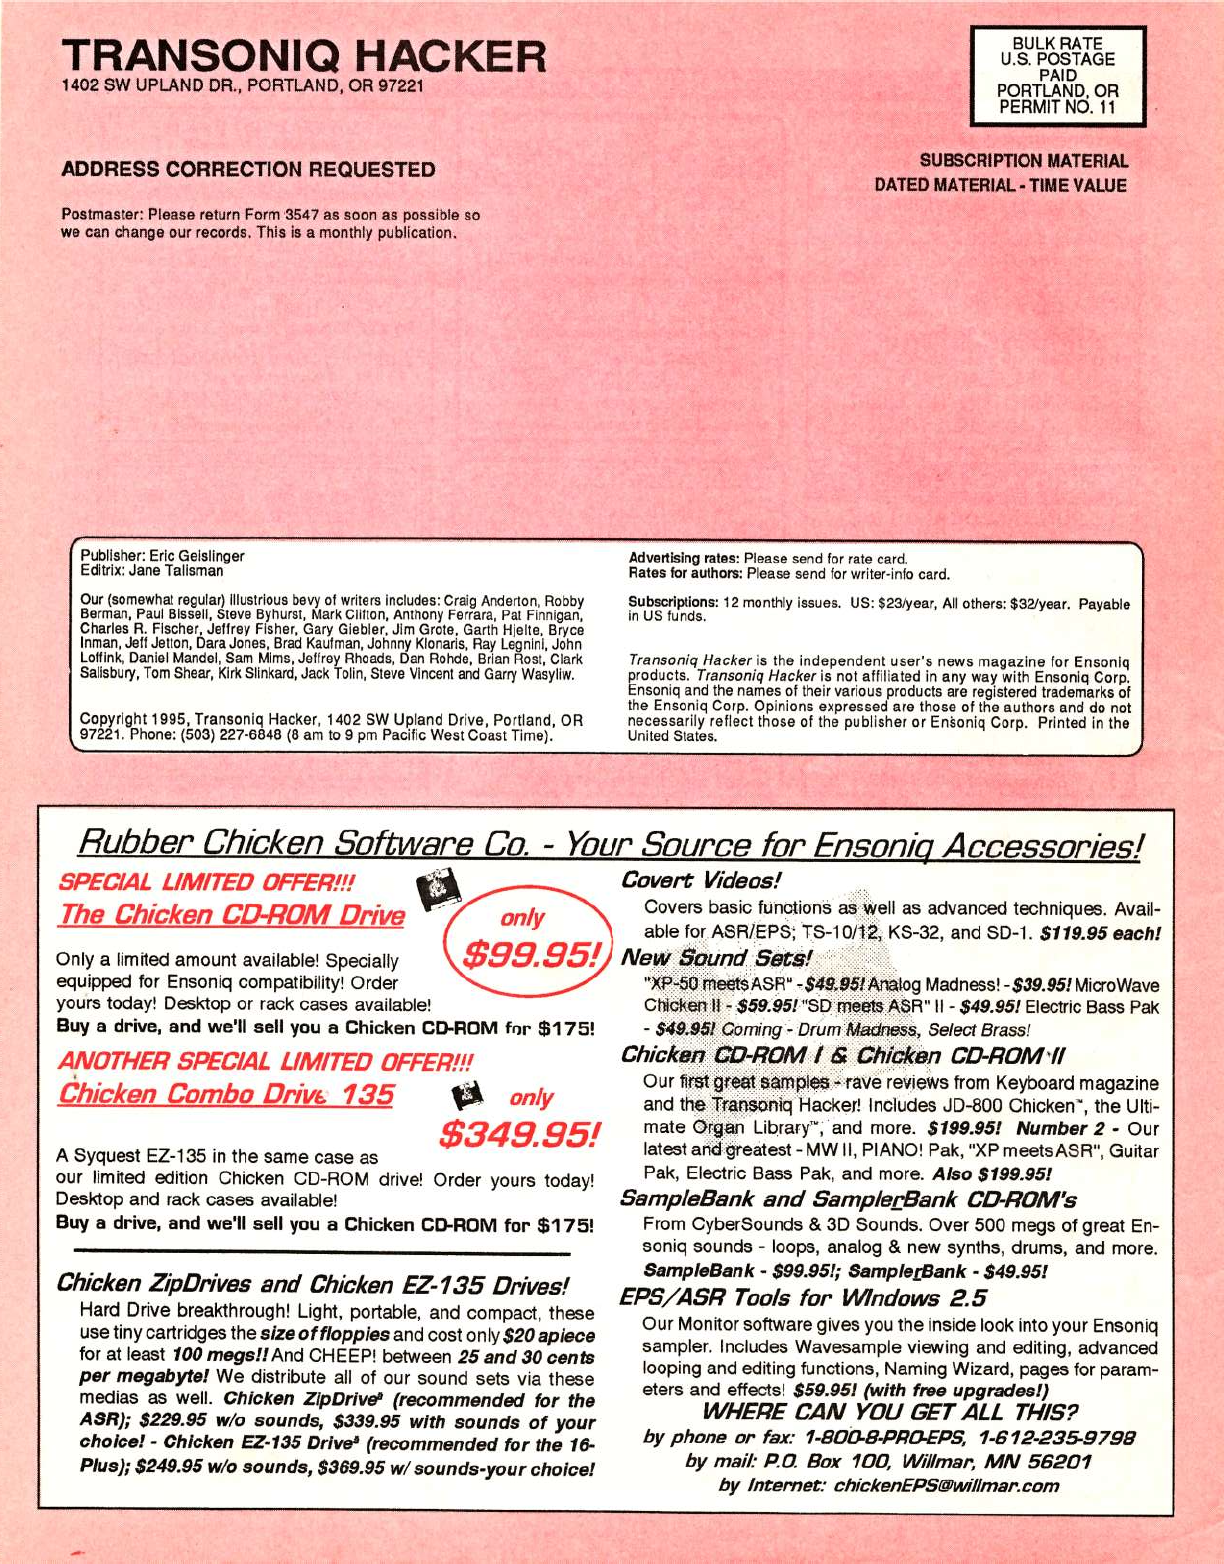 TRANSONIQ HACKER
1402 SW UPLAND DR., PORTLAND, OR 97221
BULK RATE
U.S. POSTAGE
PAID
PORTLAND, OR
PERMIT NO. 11
ADDRESS CORRECTION REQUESTED
SUBSCRIPTION MATERIAL
DATED MATERIAL - TIME VALUE
Postmaster: Please return Form 3547 as soon as possible so
we can change our records. This is a monthly publication.
Publisher: Eric Geislinger
Editrix: Jane Talisman
Our (somewhat regular) illustrious bevy of writers includes: Craig Anderton, Robby
Berman, Paul Bissell, Steve Byhurst, Mark Clifton, Anthony Ferrara, Pat Finnigan,
Charles R. Fischer, Jeffrey Fisher, Gary Giebler, Jim Grote, Garth Hjelte, Bryce
Inman, Jeff Jetton, Dara Jones, Brad Kaufman, Johnny Klonaris, Ray Legnini, John
Loffink, Daniel Mandel, Sam Mims, Jeffrey Rhoads, Dan Rohde, Brian Rost, Clark
Salisbury, Tom Shear, Kirk Slinkard, Jack Tolin, Steve Vincent and Garry Wasyliw.
Copyright 1995, Transoniq Hacker, 1402 SW Upland Drive, Portland, OR
97221. Phone: (503) 227-6848 (8 am to 9 pm Pacific West Coast Time).
Advertising rates: Please send for rate card.
Rates for authors: Please send for writer-info card.
Subscriptions: 12 monthly issues. US: $23/year, All others: $32/year. Payable
in US funds.
Transoniq Hacker is the independent user's news magazine for Ensoniq
products. Transoniq Hacker is not affiliated in any way with Ensoniq Corp.
Ensoniq and the names of their various products are registered trademarks of
the Ensoniq Corp. Opinions expressed are those of the authors and do not
necessarily reflect those of the publisher or Ensoniq Corp. Printed in the
United States.
Rubber Chicken Software Co. - Your Source for Ensoniq Accessories!
SPECIAL LIMITED OFFER!!!
The Chicken CD-ROM Drive
only
$99.95!
Only a limited amount available! Specially
equipped for Ensoniq compatibility! Order
yours today! Desktop or rack cases available!
Buy a drive, and we'll sell you a Chicken CD-ROM for $175!
ANOTHER SPECIAL LIMITED OFFER!!!
Chicken Combo Drive 135
only
$349.95!
A Syquest EZ-135 in the same case as
our limited edition Chicken CD-ROM drive! Order yours today!
Desktop and rack cases available!
Buy a drive, and we'll sell you a Chicken CD-ROM for $175!
Chicken ZipDrives and Chicken EZ-135 Drives!
Hard Drive breakthrough! Light, portable, and compact, these
use tiny cartridges the size of floppies and cost only $20 apiece
for at least 100 megs!! And CHEEP! between 25 and 30 cents
per megabyte! We distribute all of our sound sets via these
medias as well. Chicken ZipDrive (recommended for the
ASR); $229.95 w/o sounds, $339.95 with sounds of your
choice! - Chicken EZ-135 Drive (recommended for the 16-
Plus); $249.95 w/o sounds, $369.95 w/ sounds-your choice!
Covert Videos!
Covers basic functions as well as advanced techniques. Avail-
able for ASR/EPS; TS-10/12, KS-32, and SD-1. $119.95 each!
New Sound Sets!
"XP-50 meets ASR" - $49.95! Analog Madness! - $39.95! MicroWave
Chicken II - $59.95! "SD meets ASR" II - $49.95! Electric Bass Pak
- $49.95! Coming - Drum Madness, Select Brass!
Chicken CD-ROM I & Chicken CD-ROM II
Our first great samples - rave reviews from Keyboard magazine
and the Transoniq Hacker! Includes JD-800 Chicken™, the Ulti-
mate Organ Library™, and more. $199.95! Number 2 - Our
latest and greatest - MW II, PIANO! Pak, "XP meets ASR", Guitar
Pak, Electric Bass Pak, and more. Also $199.95!
SampleBank and SamplerBank CD-ROM's
From CyberSounds & 3D Sounds. Over 500 megs of great En-
soniq sounds - loops, analog & new synths, drums, and more.
SampleBank - $99.95!; SamplerBank - $49.95!
EPS/ASR Tools for WIndows 2.5
Our Monitor software gives you the inside look into your Ensoniq
sampler. Includes Wavesample viewing and editing, advanced
looping and editing functions, Naming Wizard, pages for param-
eters and effects! $59.95! (with free upgrades!)
WHERE CAN YOU GET ALL THIS?
by phone or fax: 1-800-8-PRO-EPS, 1-612-235-9798
by mail: P.O. Box 100, Willmar, MN 56201
by Internet: chickenEPS@willmar.com